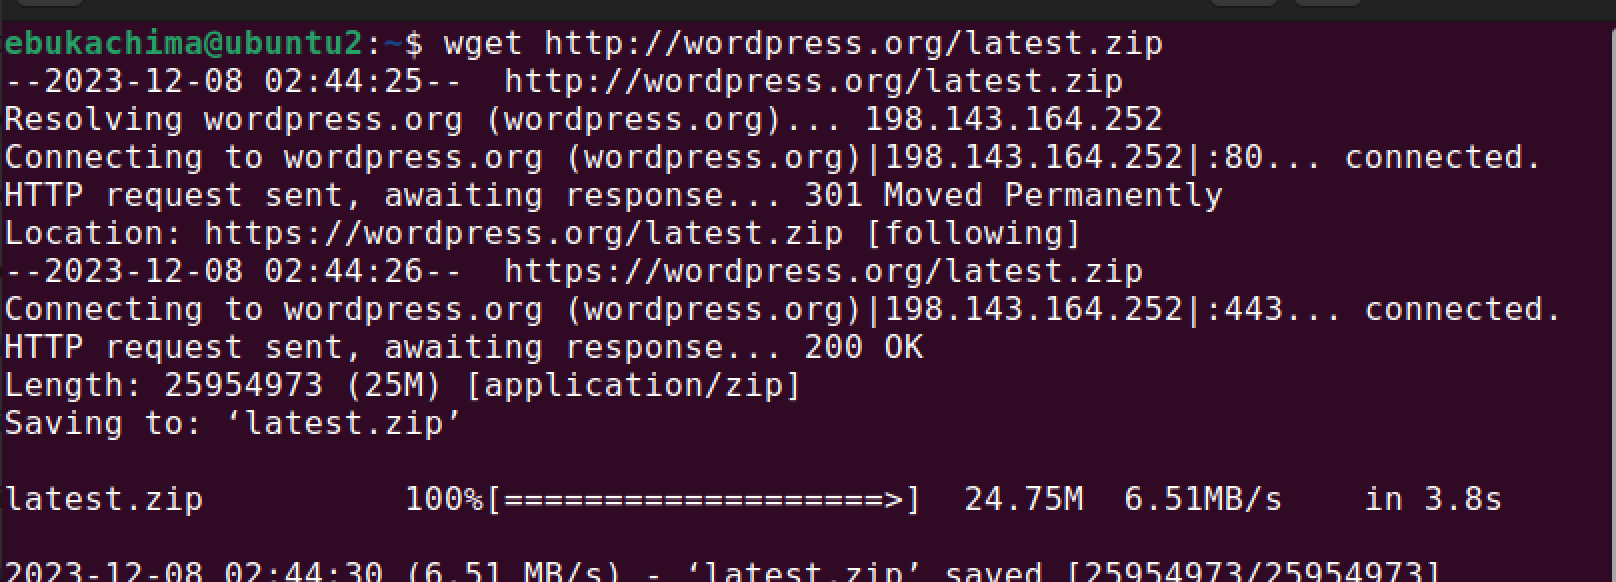 ebukachima@ubuntu2:~$ wget http://wordpress.org/latest.zip
--2023-12-08 02:44:25--  http://wordpress.org/latest.zip
Resolving wordpress.org (wordpress.org)... 198.143.164.252
Connecting to wordpress.org (wordpress.org)|198.143.164.252|:80... connected.
HTTP request sent, awaiting response... 301 Moved Permanently
Location: https://wordpress.org/latest.zip [following]
--2023-12-08 02:44:26--  https://wordpress.org/latest.zip
Connecting to wordpress.org (wordpress.org)|198.143.164.252|:443... connected.
HTTP request sent, awaiting response... 200 OK
Length: 25954973 (25M) [application/zip]
Saving to: ‘latest.zip’
latest.zip          100%[===================>]  24.75M  6.51MB/s    in 3.8s
2023-12-08 02:44:30 (6.51 MB/s) - ‘latest.zip’ saved [25954973/25954973]